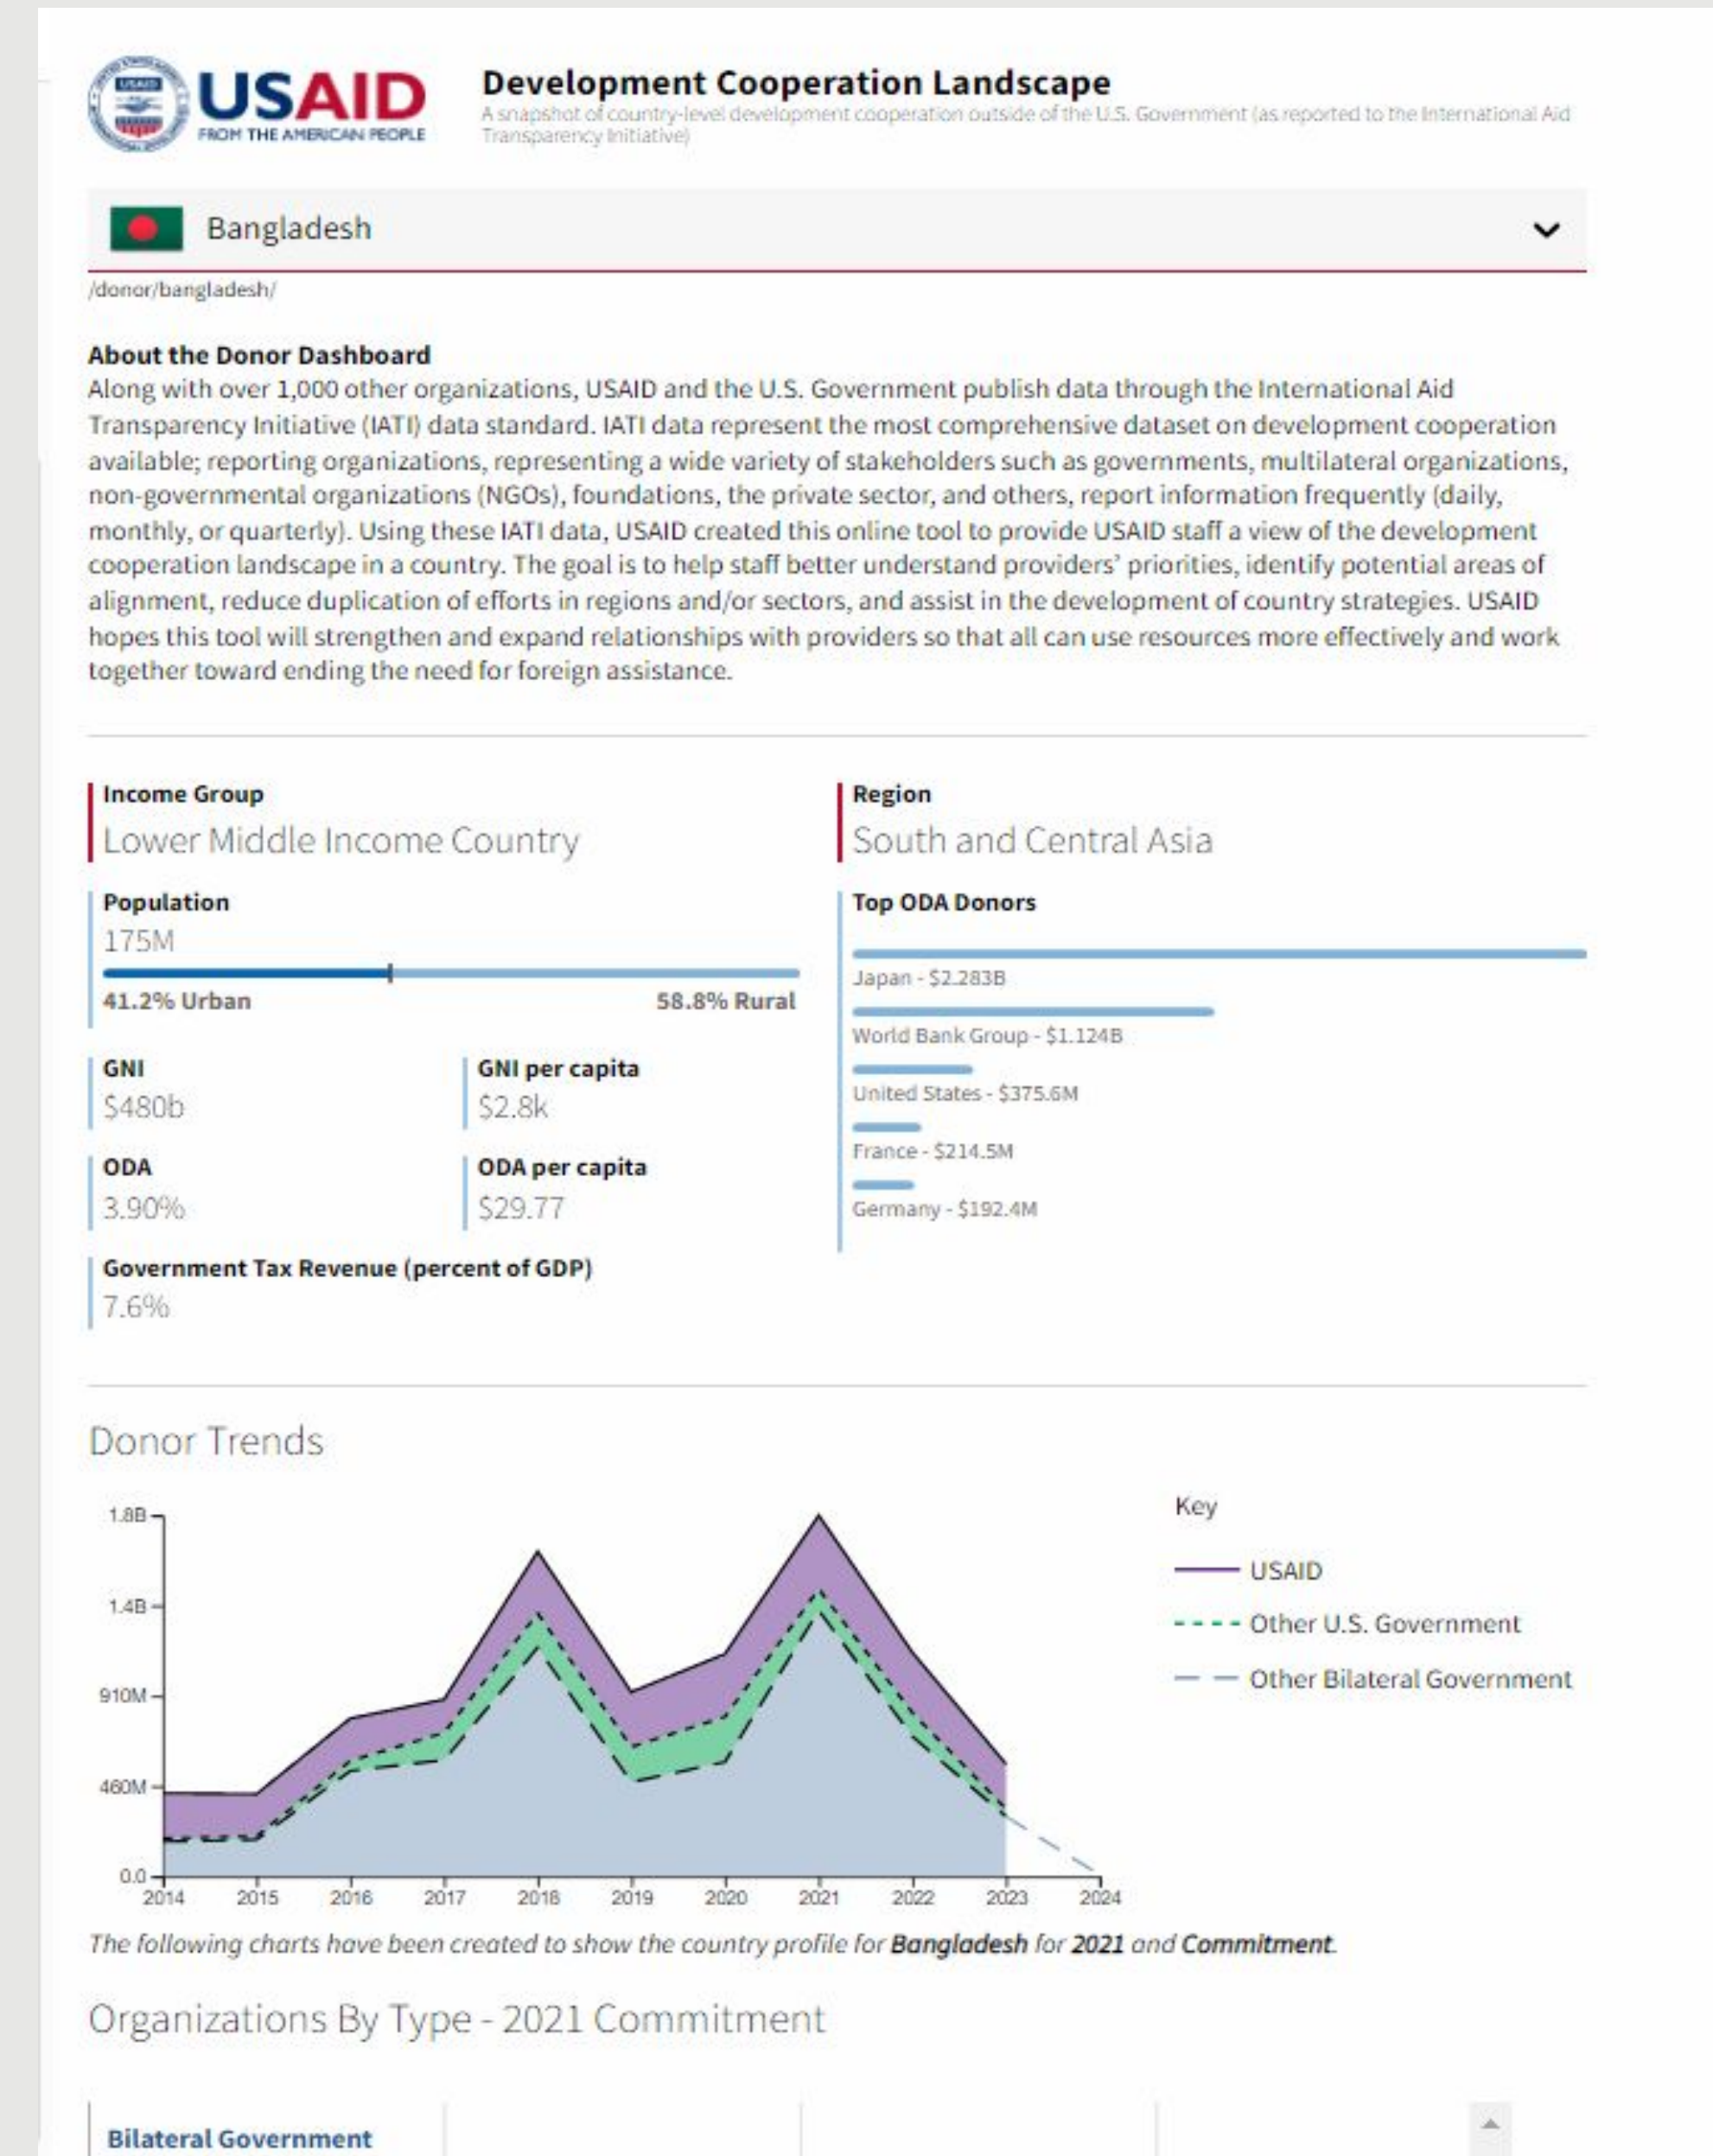 USAID
USAID
FROM THE AMERICAN PEOPLE
Development Cooperation Landscape
A snapshot of country-level development cooperation outside of the U.S. Government (as reported to the International Aid
Transparency Initiative)
Bangladesh
/donor/bangladesh/
About the Donor Dashboard
Along with over 1,000 other organizations, USAID and the U.S. Government publish data through the International Aid
Transparency Initiative (IATI) data standard. IATI data represent the most comprehensive dataset on development cooperation
available; reporting organizations, representing a wide variety of stakeholders such as governments, multilateral organizations,
non-governmental organizations (NGOs), foundations, the private sector, and others, report information frequently (daily,
monthly, or quarterly). Using these IATI data, USAID created this online tool to provide USAID staff a view of the development
cooperation landscape in a country. The goal is to help staff better understand providers' priorities, identify potential areas of
alignment, reduce duplication of efforts in regions and/or sectors, and assist in the development of country strategies. USAID
hopes this tool will strengthen and expand relationships with providers so that all can use resources more effectively and work
together toward ending the need for foreign assistance.
Income Group
Lower Middle Income Country
Population
175M
41.2% Urban 58.8% Rural
GNI GNI per capita
$480b $2.8k
ODA ODA per capita
3.90% $29.77
Government Tax Revenue (percent of GDP)
7.6%
Region
South and Central Asia
Top ODA Donors
Japan - $2.283B
World Bank Group - $1.124B
United States - $375.6M
France - $214.5M
Germany - $192.4M
Donor Trends
1.8B
1.4B
910M
460M
0.0
2014 2015 2016 2017 2018 2019 2020 2021 2022 2023 2024
Key
USAID
Other U.S. Government
Other Bilateral Government
The following charts have been created to show the country profile for Bangladesh for 2021 and Commitment.
Organizations By Type - 2021 Commitment
Bilateral Government